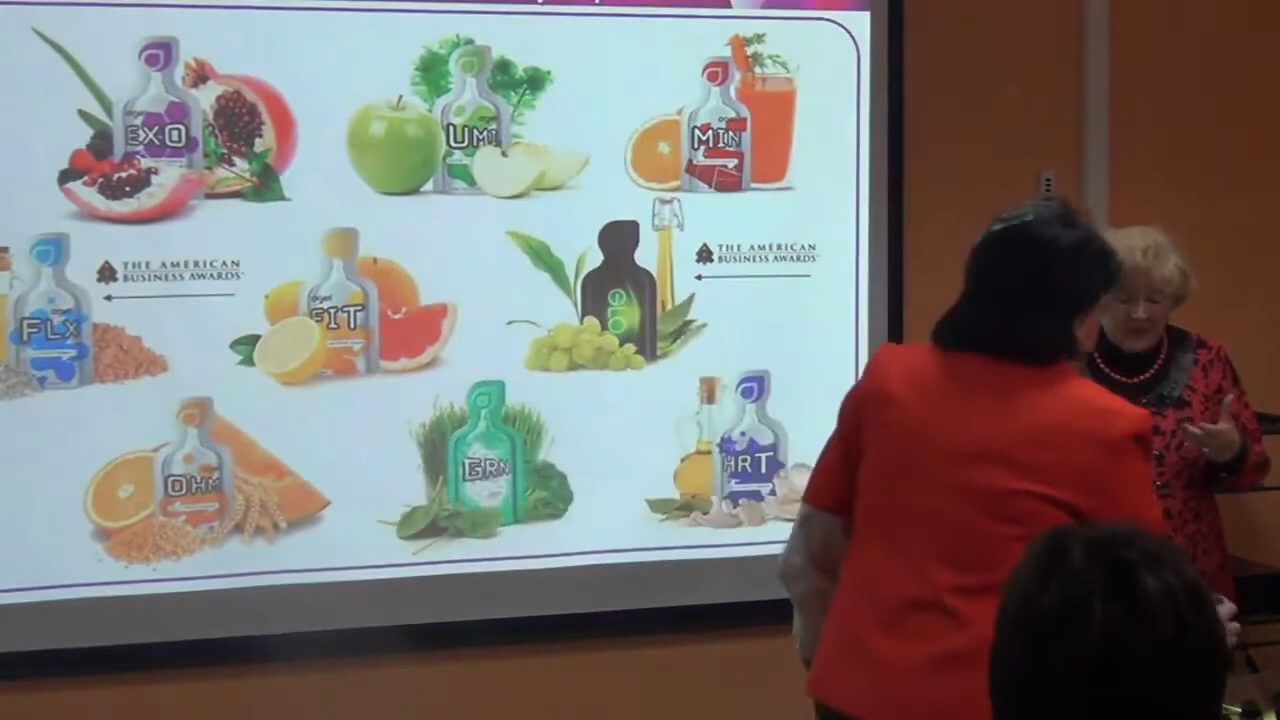 EXO
UMI
MIN
THE AMERICAN
BUSINESS AWARDS
THE AMERICAN
BUSINESS AWARDS
FLX
FIT
GLO
OHM
GRN
HRT